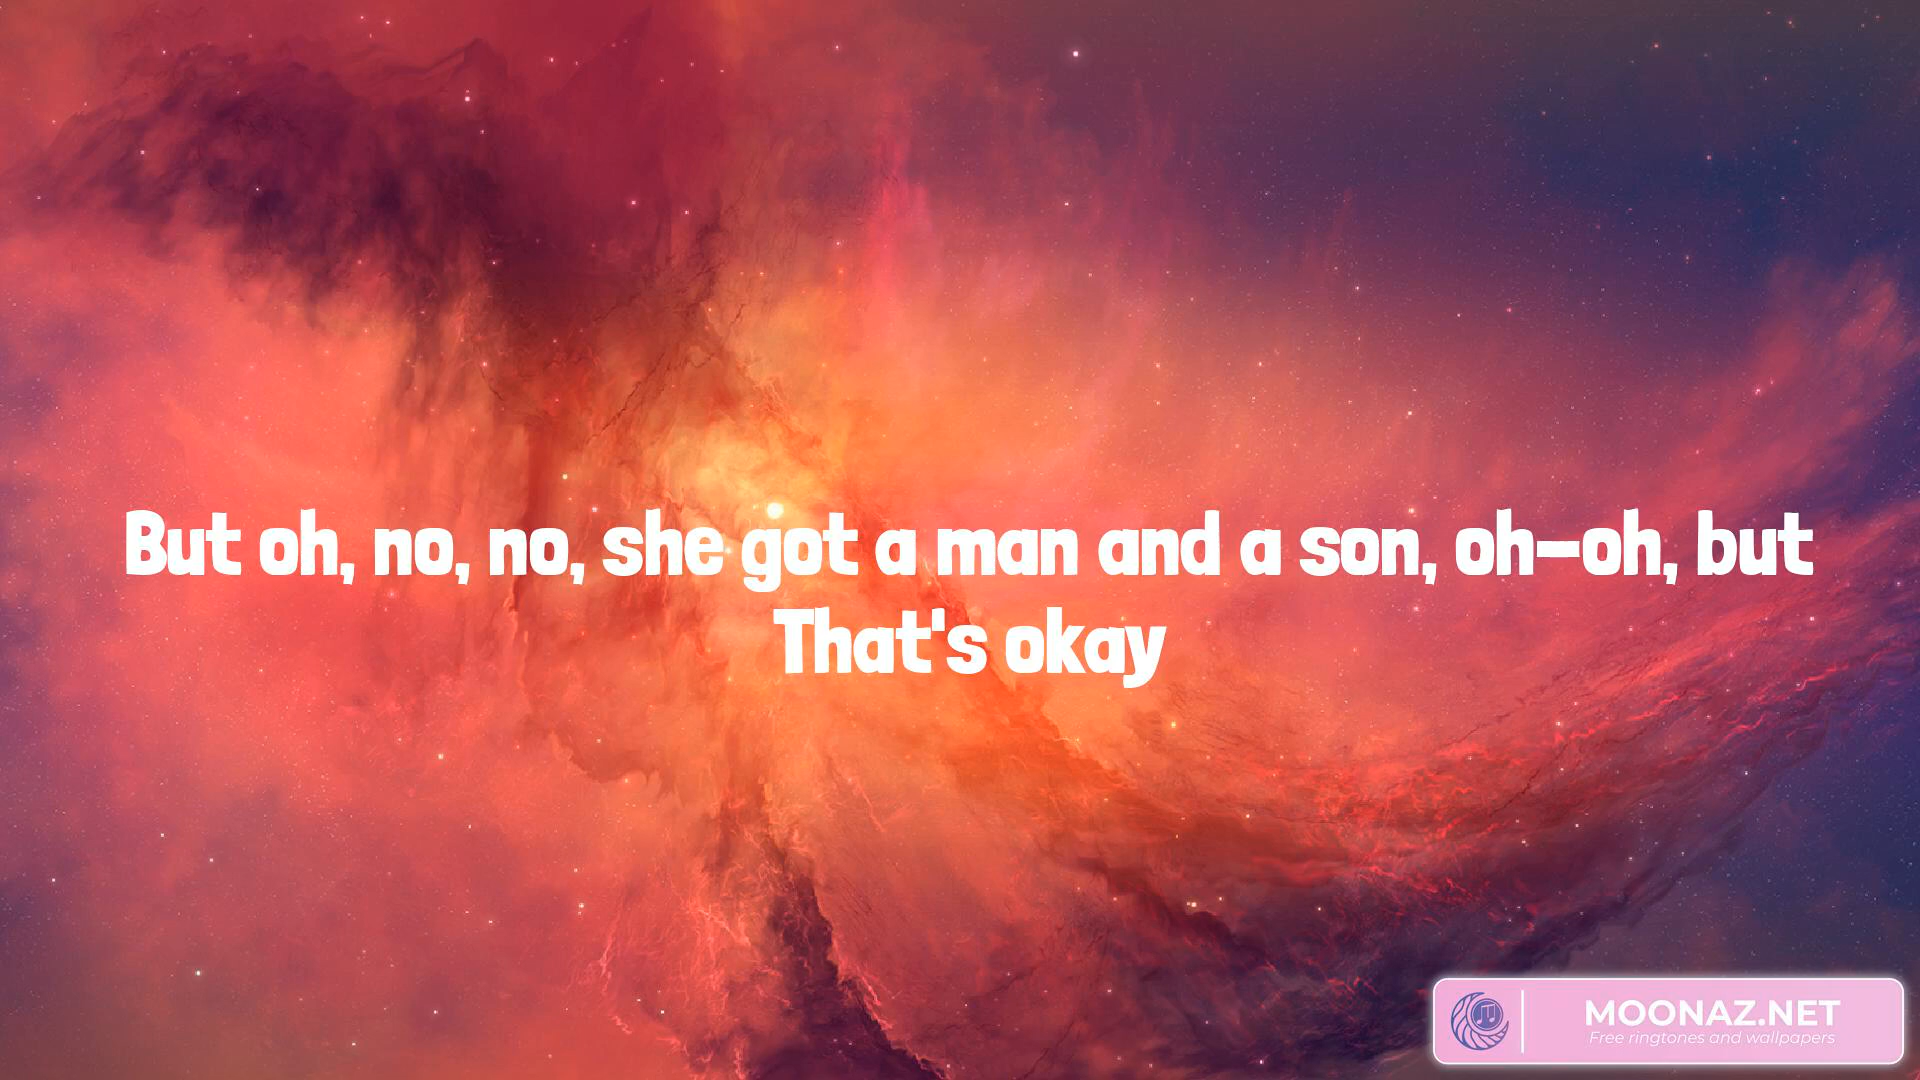 But oh, no, no, she got a man and a son, oh-oh, but
That's okay
MOONAZ.NET
Free ringtones and wallpapers